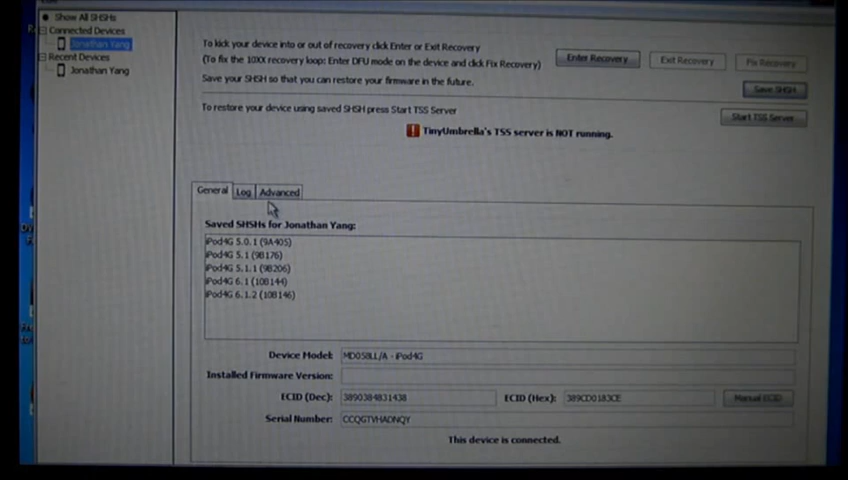 Show All SHSHs
Connected Devices
Jonathan Yang
Recent Devices
Jonathan Yang
To kick your device into or out of recovery click Enter or Exit Recovery
(To fix the 10XX recovery loop: Enter DFU mode on the device and click Fix Recovery)
Enter Recovery
Exit Recovery
Fix Recovery
Save your SHSH so that you can restore your firmware in the future.
Save SHSH
To restore your device using saved SHSH press Start TSS Server
Start TSS Server
TinyUmbrella's TSS server is NOT running.
General Log Advanced
Saved SHSHs for Jonathan Yang:
iPod4G 5.0.1 (9A405)
iPod4G 5.1 (9B176)
iPod4G 5.1.1 (9B206)
iPod4G 6.1 (10B144)
iPod4G 6.1.2 (10B146)
Device Model: MD058LL/A - iPod4G
Installed Firmware Version:
ECID (Dec): 3890384831438 ECID (Hex): 389CD0183CE Manual ECID
Serial Number: CCQGTVHADNQY
This device is connected.